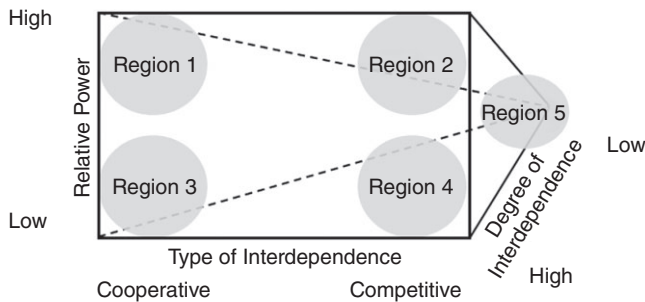 High
Region 1
Region 2
Relative Power
Region 5
Low
Region 3
Region 4
Degree of
Interdependence
Low
Type of Interdependence
High
Cooperative
Competitive